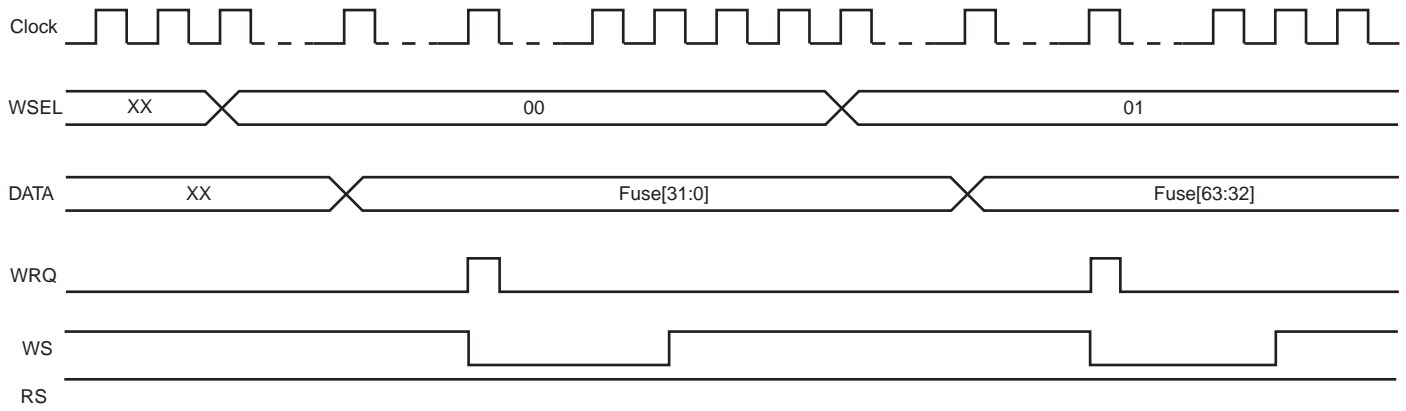 Clock
WSEL XX 00 01
DATA XX Fuse[31:0] Fuse[63:32]
WRQ
WS
RS